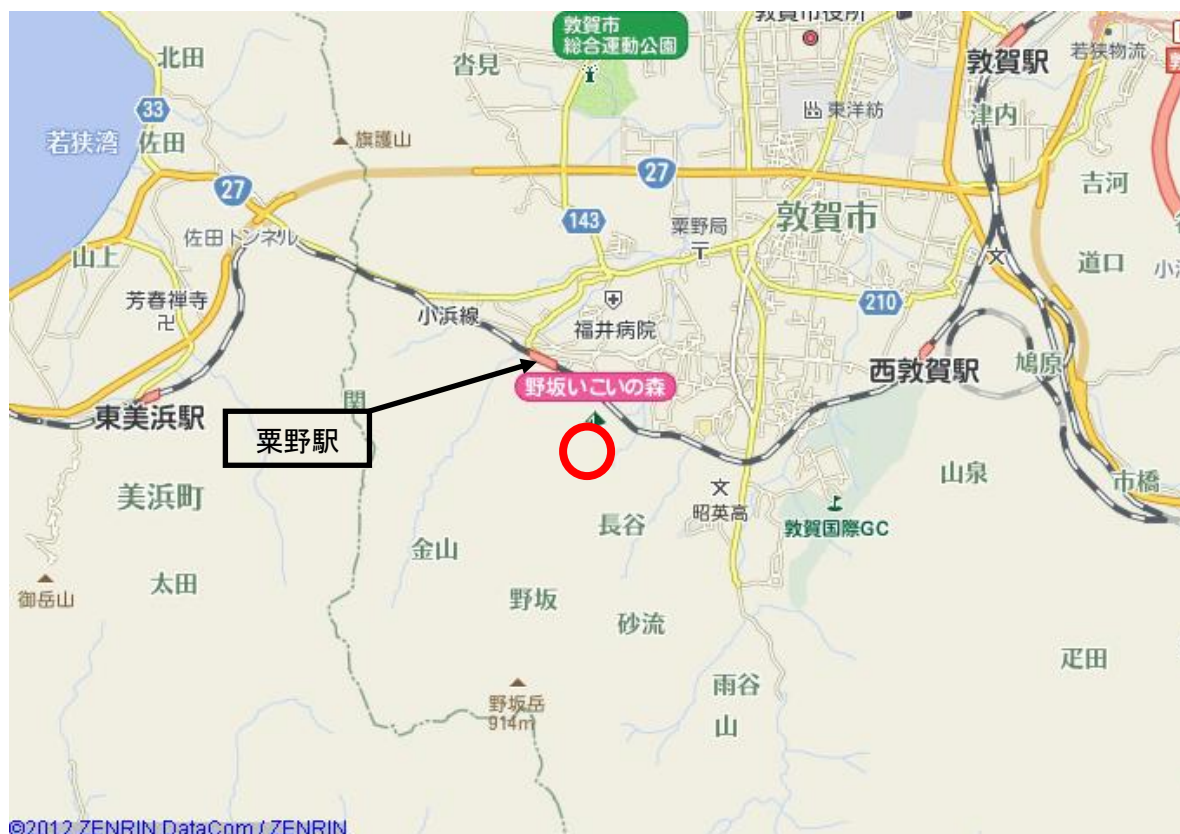 敦賀市
総合運動公園
敦賀市役所
北田
沓見
敦賀駅
若狭物流
33
東洋紡
津内
若狭湾
佐田
旗護山
27
27
吉河
143
粟野局
敦賀市
佐田トンネル
山上
道口
小浜線
芳春禅寺
福井病院
210
西敦賀駅
鳩原
野坂いこいの森
東美浜駅
関
粟野駅
山泉
市橋
美浜町
昭英高
長谷
敦賀国際GC
金山
太田
御岳山
野坂
砂流
疋田
雨谷
山
野坂岳
914m
©2012 ZENRIN DataCom / ZENRIN